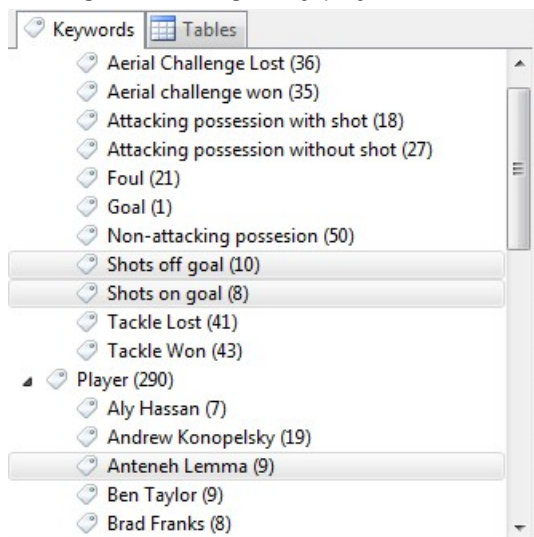 Keywords Tables
Aerial Challenge Lost (36)
Aerial challenge won (35)
Attacking possession with shot (18)
Attacking possession without shot (27)
Foul (21)
Goal (1)
Non-attacking possesion (50)
Shots off goal (10)
Shots on goal (8)
Tackle Lost (41)
Tackle Won (43)
Player (290)
Aly Hassan (7)
Andrew Konopelsky (19)
Anteneh Lemma (9)
Ben Taylor (9)
Brad Franks (8)